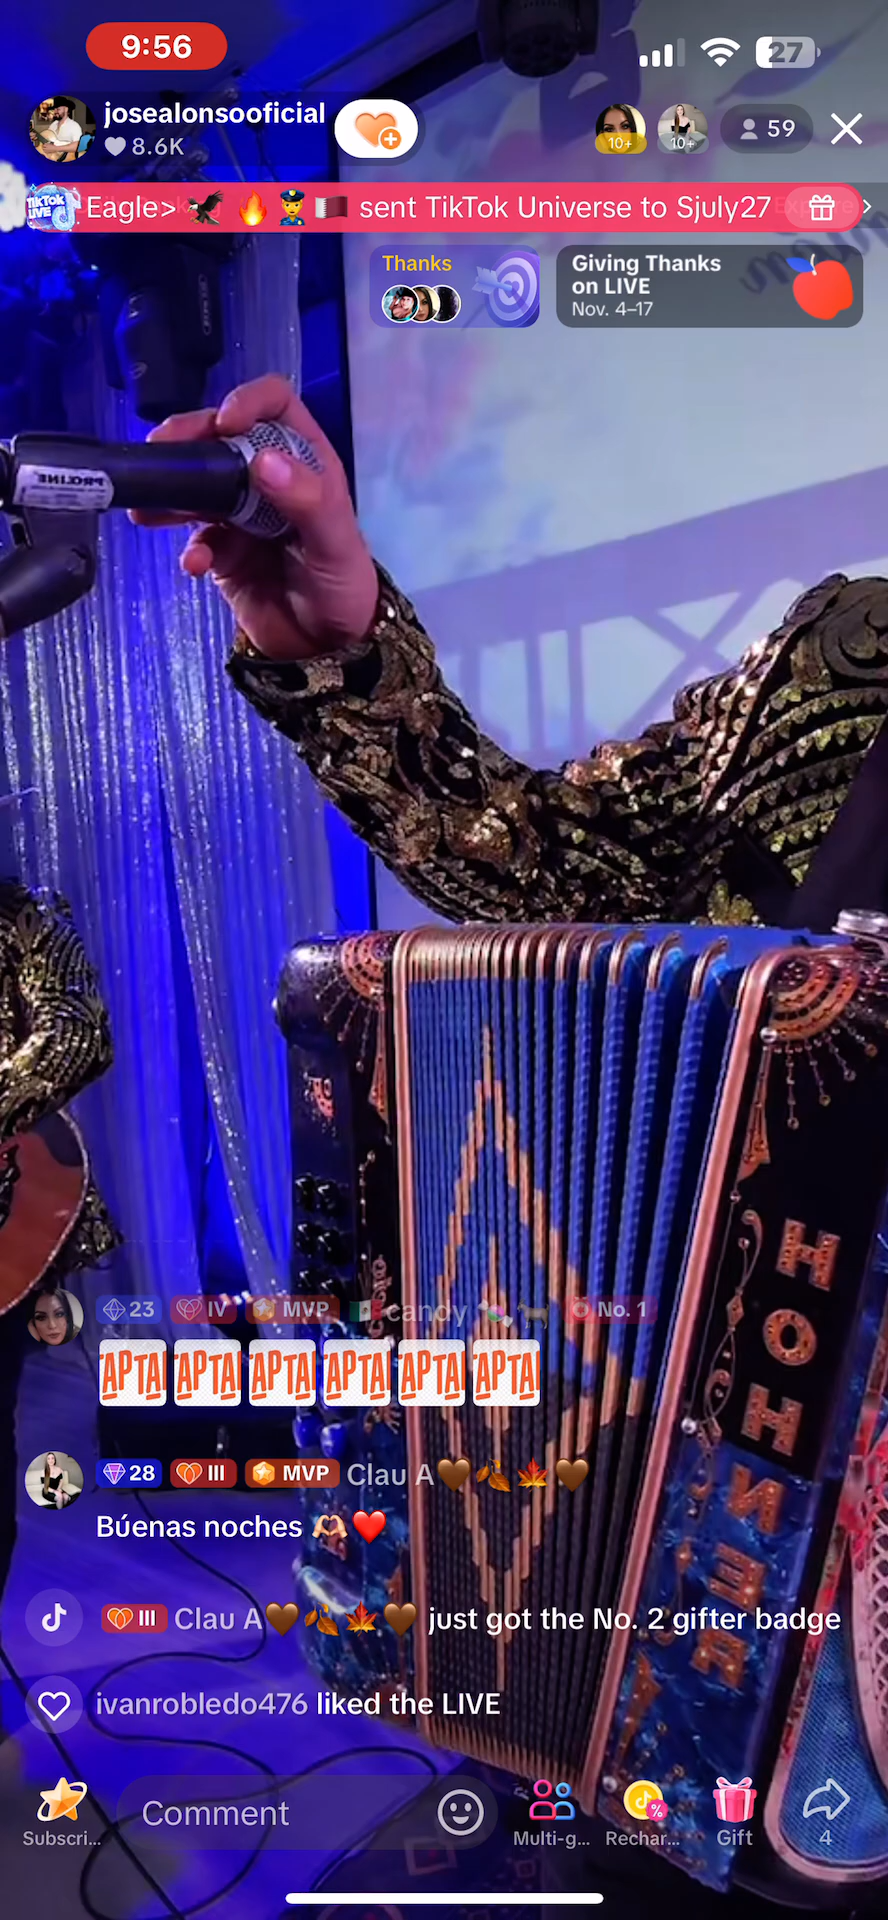 9:56
27
josealonsooficial
8.6K
10+
10+
59
TikTok LIVE
Eagle> sent TikTok Universe to Sjuly27
Thanks
Giving Thanks
on LIVE
Nov. 4–17
PROLINE
HOHNER
23 IV MVP candy No. 1
APTA APTA APTA APTA APTA APTA
28 III MVP Clau A
Búenas noches
III Clau A just got the No. 2 gifter badge
ivanrobledo476 liked the LIVE
Comment
Subscri...
Multi-g...
Rechar...
Gift
4